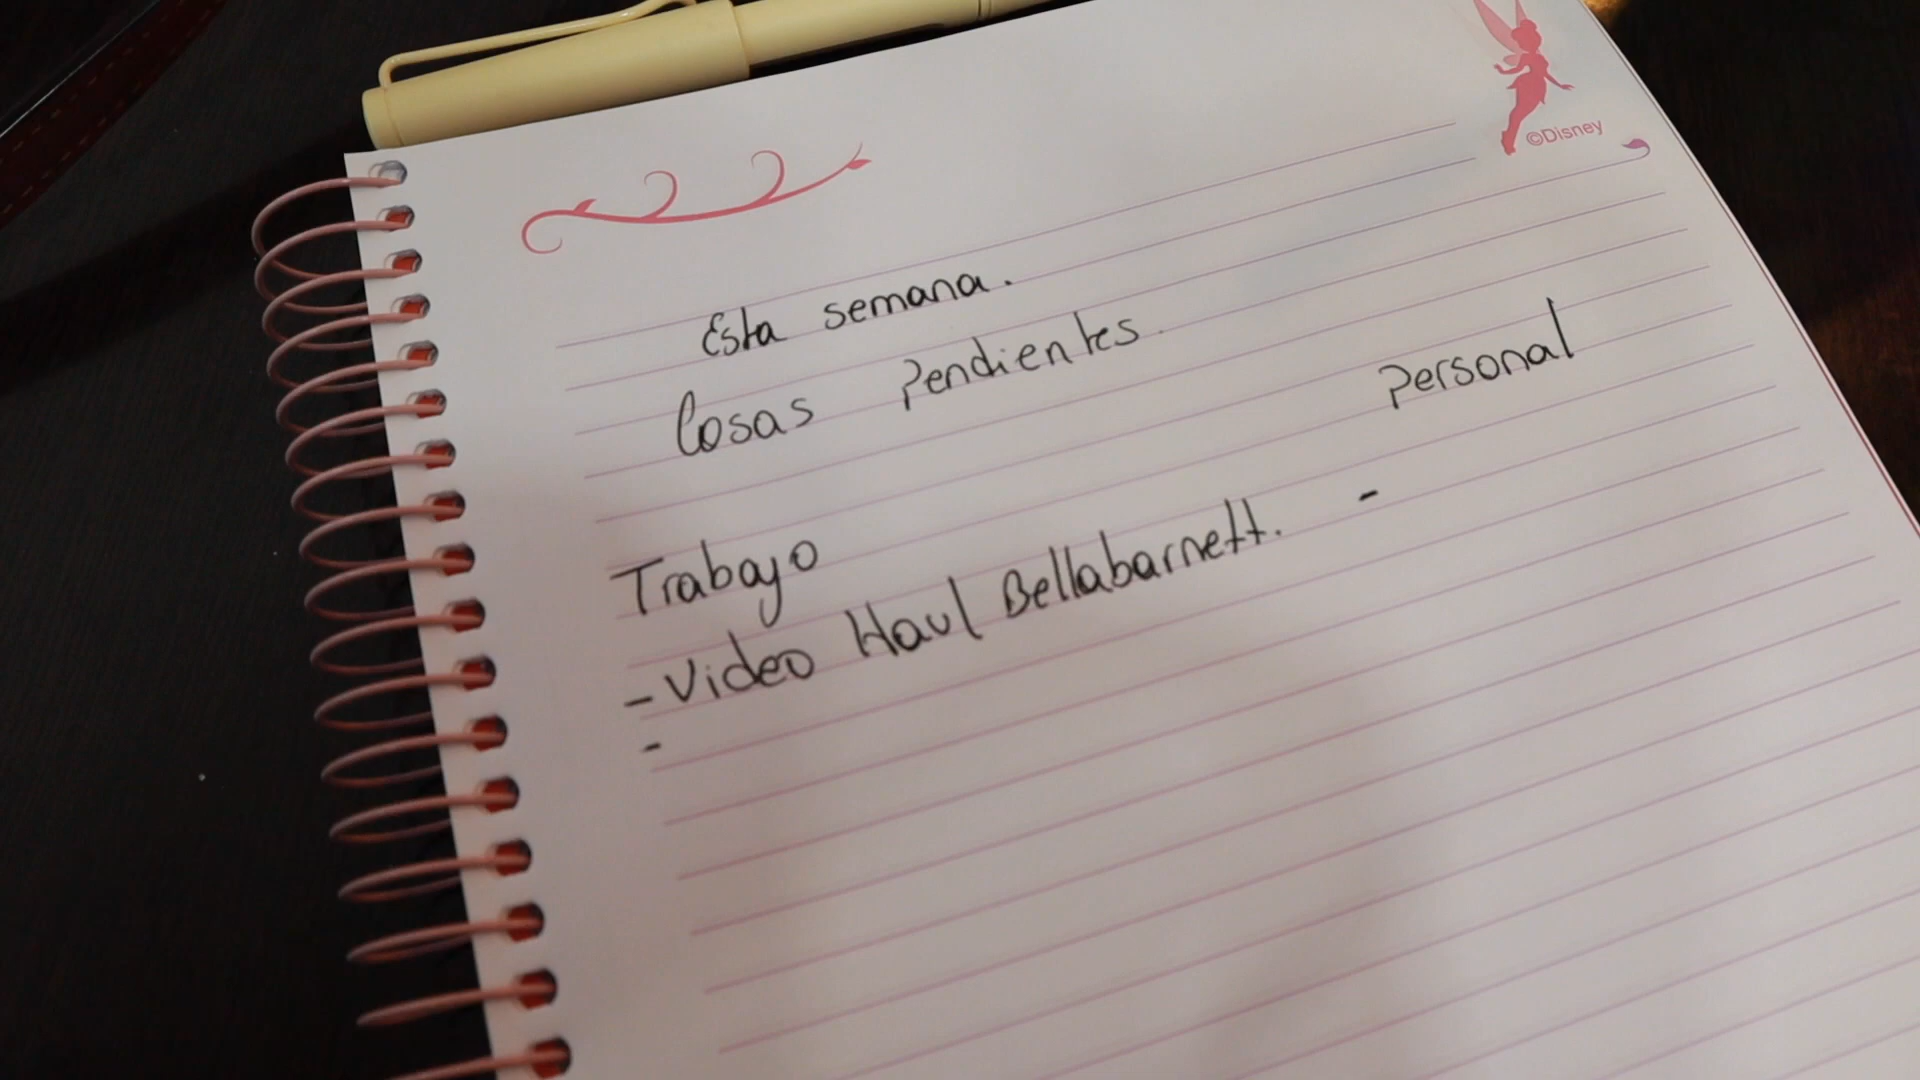 ©Disney
Esta semana.
Cosas Pendientes.
Personal
-
Trabajo
- Video Haul Bellabarnett.
-